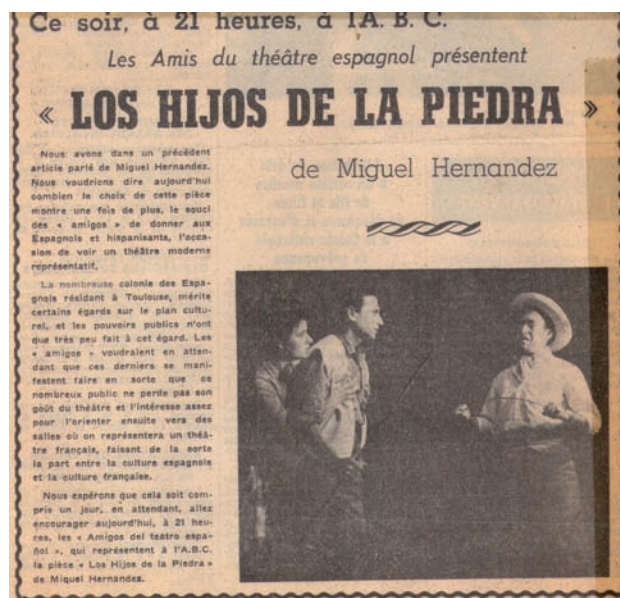 Ce soir, à 21 heures, à l'A. B. C.
Les Amis du théâtre espagnol présentent
« LOS HIJOS DE LA PIEDRA »
de Miguel Hernandez
Nous avons dans un précédent
article parlé de Miguel Hernandez.
Nous voudrions dire aujourd'hui
combien le choix de cette pièce
montre une fois de plus, le souci
des « amigos » de donner aux
Espagnols et hispanisants, l'occa-
sion de voir un théâtre moderne
représentatif.
La nombreuse colonie des Espa-
gnols résidant à Toulouse, mérite
certains égards sur le plan cultu-
rel, et les pouvoirs publics n'ont
que très peu fait à cet égard. Les
« amigos » voudraient en atten-
dant que ces derniers se mani-
festent faire en sorte que ce
nombreux public ne perde pas son
goût du théâtre et l'intéresse assez
pour l'orienter ensuite vers des
salles où on représentera un théâ-
tre français, faisant de la sorte
la part entre la culture espagnole
et la culture française.
Nous espérons que cela soit com-
pris un jour, en attendant, allez
encourager aujourd'hui, à 21 heu-
res, les « Amigos del teatro espa-
ñol », qui représentent à l'A.B.C.
la pièce « Los Hijos de la Piedra »
de Miquel Hernandez.